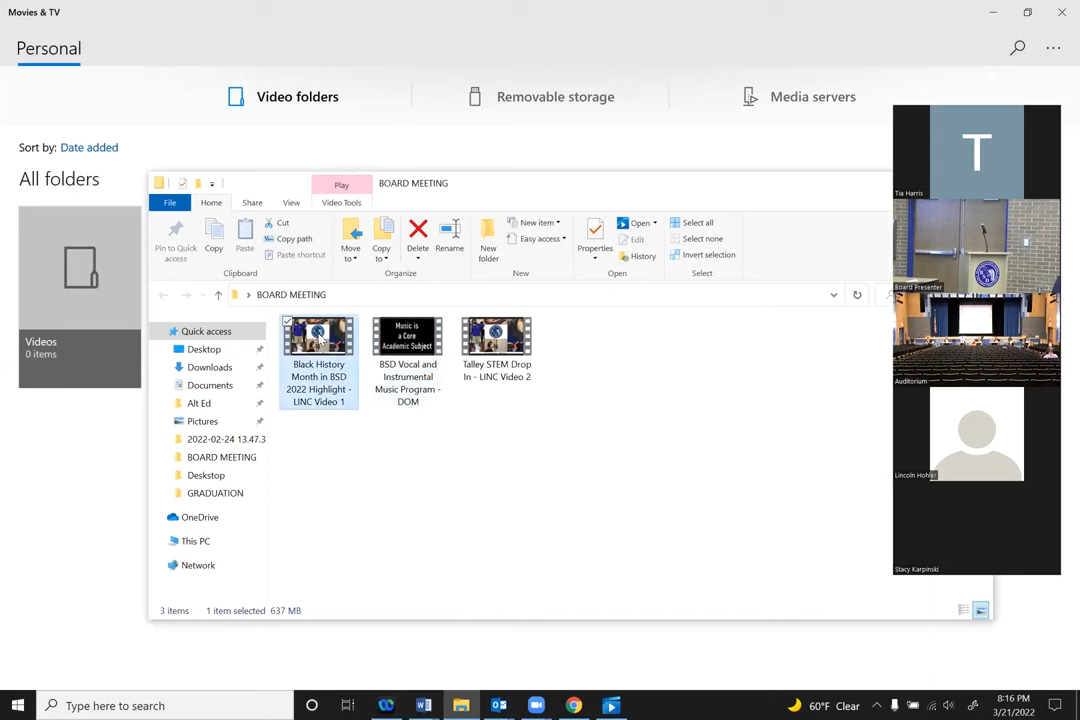 Movies & TV
Personal
Video folders
Removable storage
Media servers
Sort by: Date added
All folders
Videos
0 items
Play
BOARD MEETING
File
Home
Share
View
Video Tools
Pin to Quick access
Copy
Paste
Cut
Copy path
Paste shortcut
Clipboard
Move to
Copy to
Delete
Rename
Organize
New folder
New item
Easy access
New
Properties
Open
Edit
History
Open
Select all
Select none
Invert selection
Select
BOARD MEETING
Quick access
Desktop
Downloads
Documents
Alt Ed
Pictures
2022-02-24 13.47.3
BOARD MEETING
Deskstop
GRADUATION
OneDrive
This PC
Network
Black History
Month in BSD
2022 Highlight -
LINC Video 1
BSD Vocal and
Instrumental
Music Program -
DOM
Talley STEM Drop
In - LINC Video 2
Music is
a Core
Academic Subject
3 items
1 item selected 637 MB
T
Tia Harris
Board Presenter
Auditorium
Lincoln Hohler
Stacy Karpinski
Type here to search
60°F Clear
8:16 PM
3/21/2022